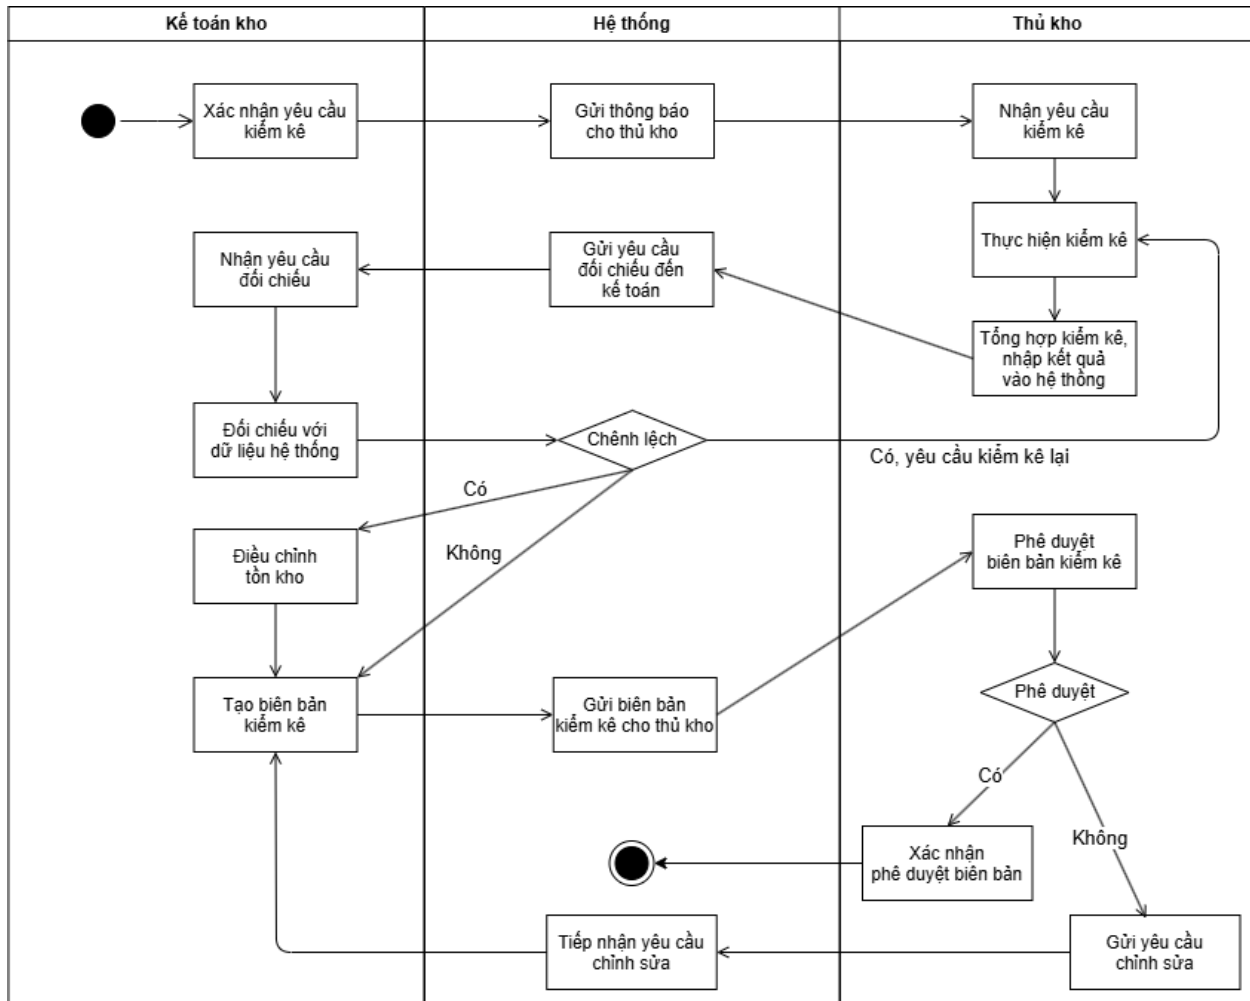 Kế toán kho
Hệ thống
Thủ kho
Xác nhận yêu cầu
kiểm kê
Gửi thông báo
cho thủ kho
Nhận yêu cầu
kiểm kê
Thực hiện kiểm kê
Nhận yêu cầu
đối chiếu
Gửi yêu cầu
đối chiếu đến
kế toán
Tổng hợp kiểm kê,
nhập kết quả
vào hệ thống
Đối chiếu với
dữ liệu hệ thống
Chênh lệch
Có, yêu cầu kiểm kê lại
Có
Không
Điều chỉnh
tồn kho
Phê duyệt
biên bản kiểm kê
Tạo biên bản
kiểm kê
Gửi biên bản
kiểm kê cho thủ kho
Phê duyệt
Có
Không
Xác nhận
phê duyệt biên bản
Tiếp nhận yêu cầu
chỉnh sửa
Gửi yêu cầu
chỉnh sửa